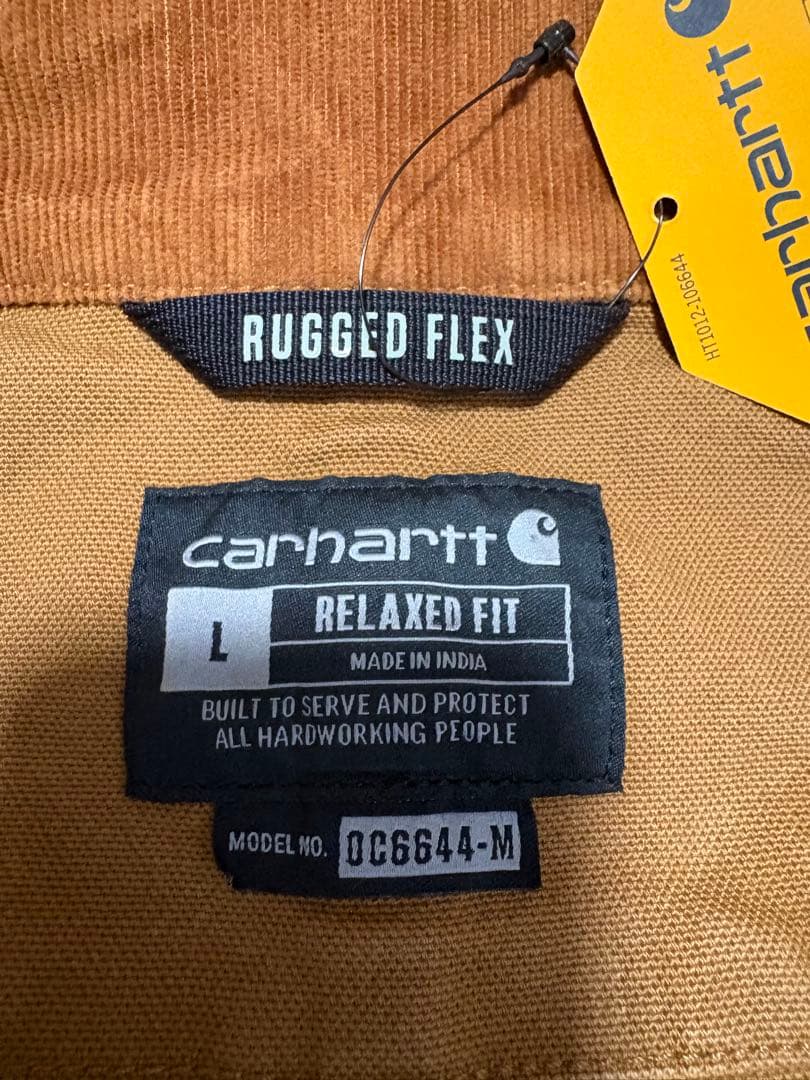 carhartt
HT1012-106644
RUGGED FLEX
carhartt
L
RELAXED FIT
MADE IN INDIA
BUILT TO SERVE AND PROTECT
ALL HARDWORKING PEOPLE
MODEL NO. OC6644-M